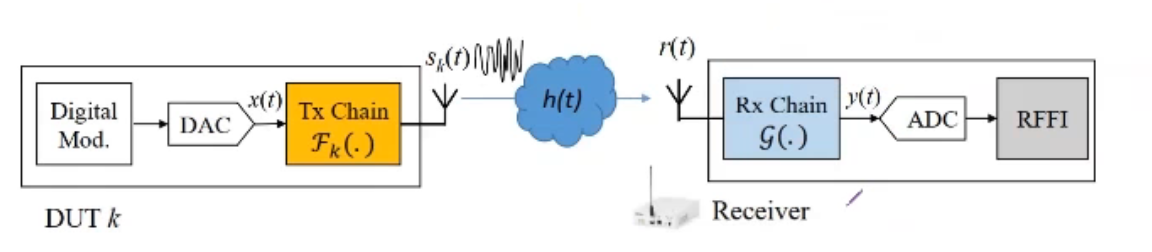 Digital
Mod.
DAC
x(t)
Tx Chain
ℱₖ(.)
sₖ(t)
h(t)
r(t)
Rx Chain
𝒢(.)
y(t)
ADC
RFFI
DUT k
Receiver